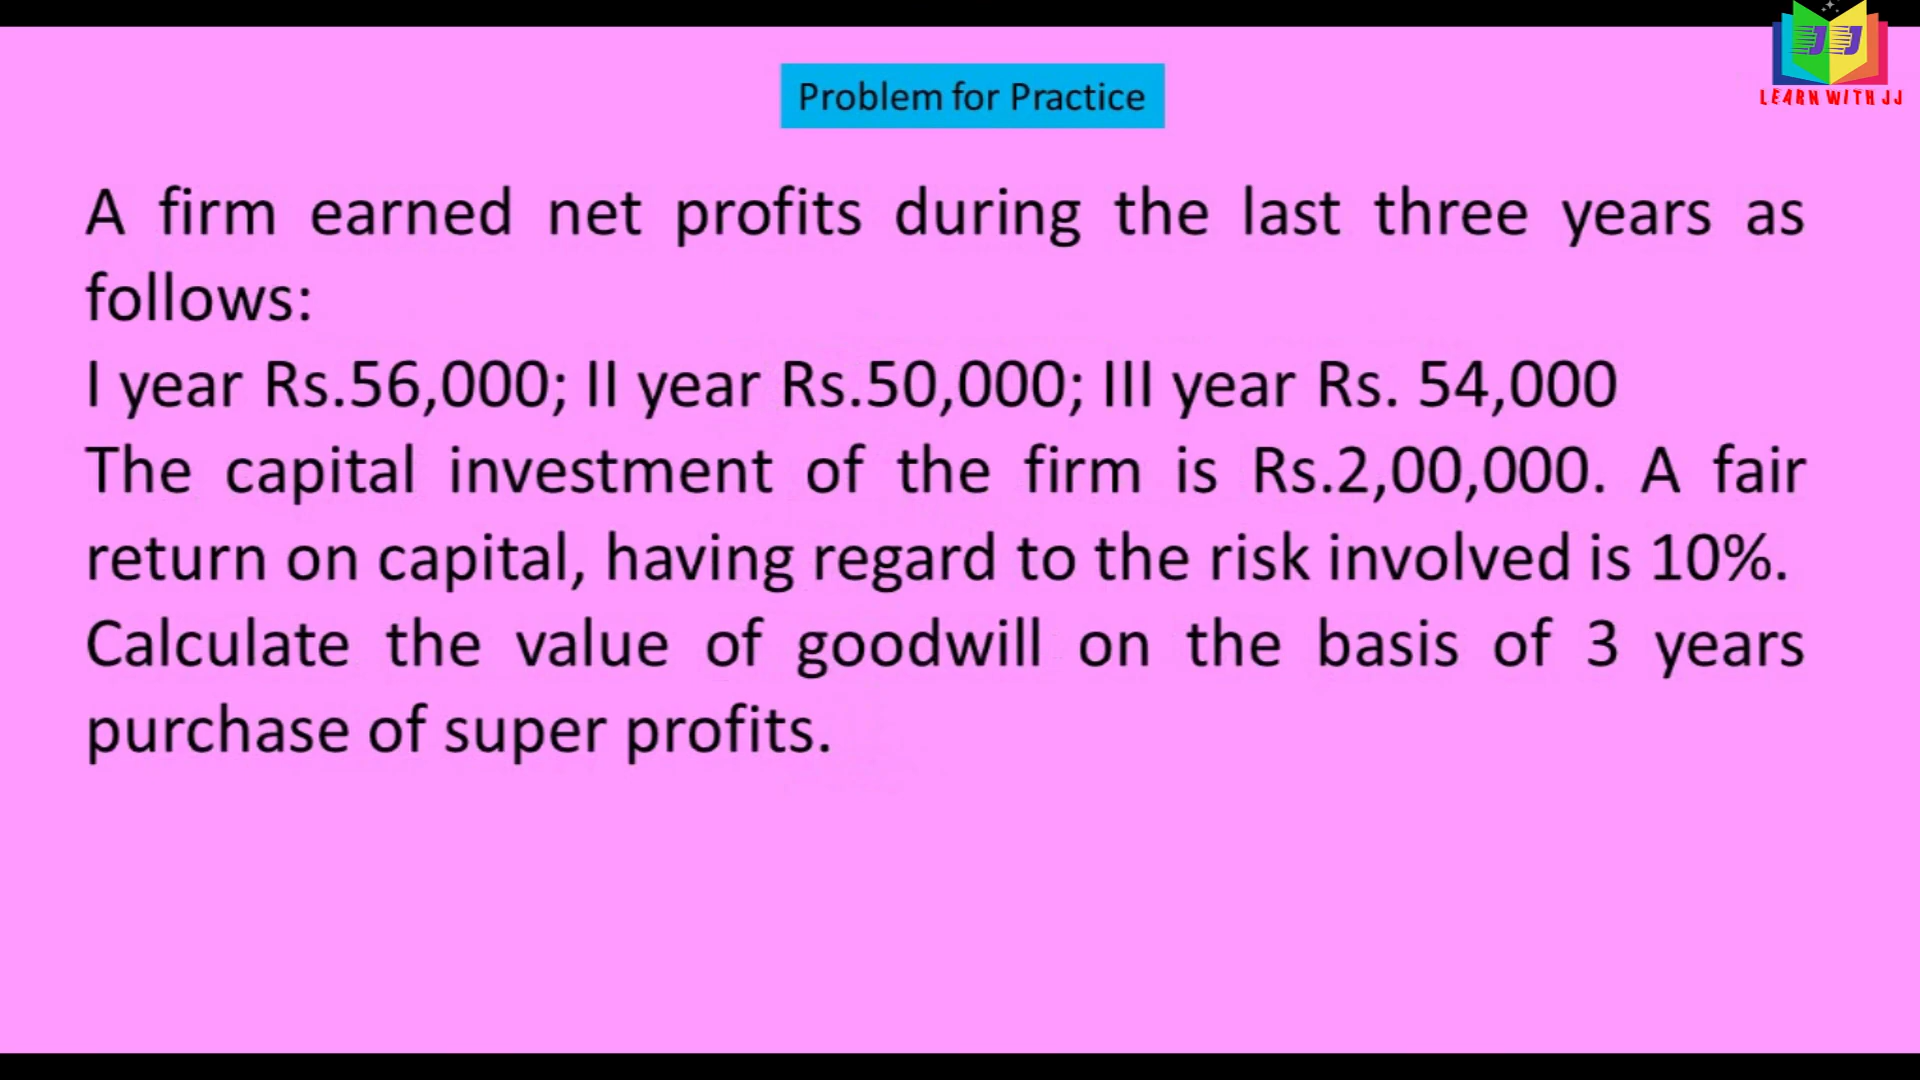 LEARN WITH JJ
Problem for Practice
A firm earned net profits during the last three years as
follows:
I year Rs.56,000; II year Rs.50,000; III year Rs. 54,000
The capital investment of the firm is Rs.2,00,000. A fair
return on capital, having regard to the risk involved is 10%.
Calculate the value of goodwill on the basis of 3 years
purchase of super profits.